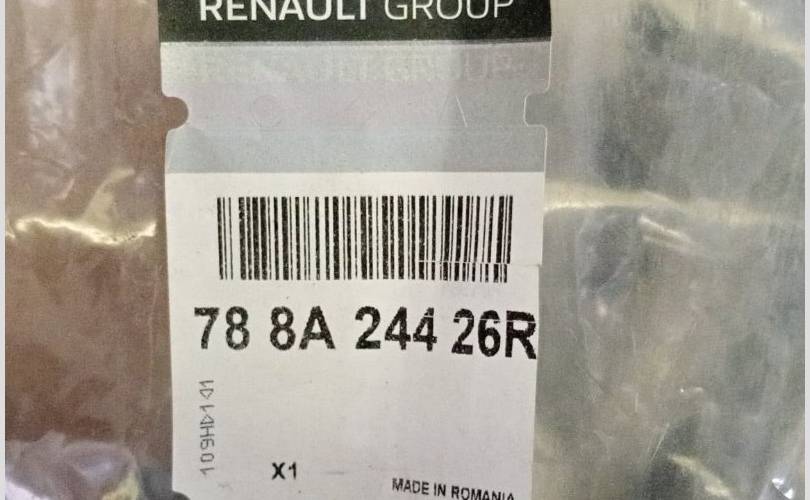 RENAULT GROUP
78 8A 244 26R
X1
MADE IN ROMANIA